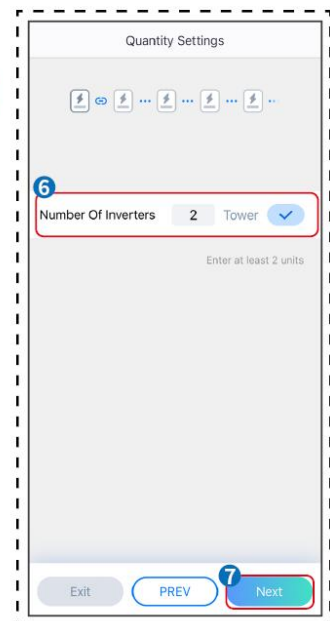 Quantity Settings
6
Number Of Inverters 2 Tower
Enter at least 2 units
7
Exit PREV Next